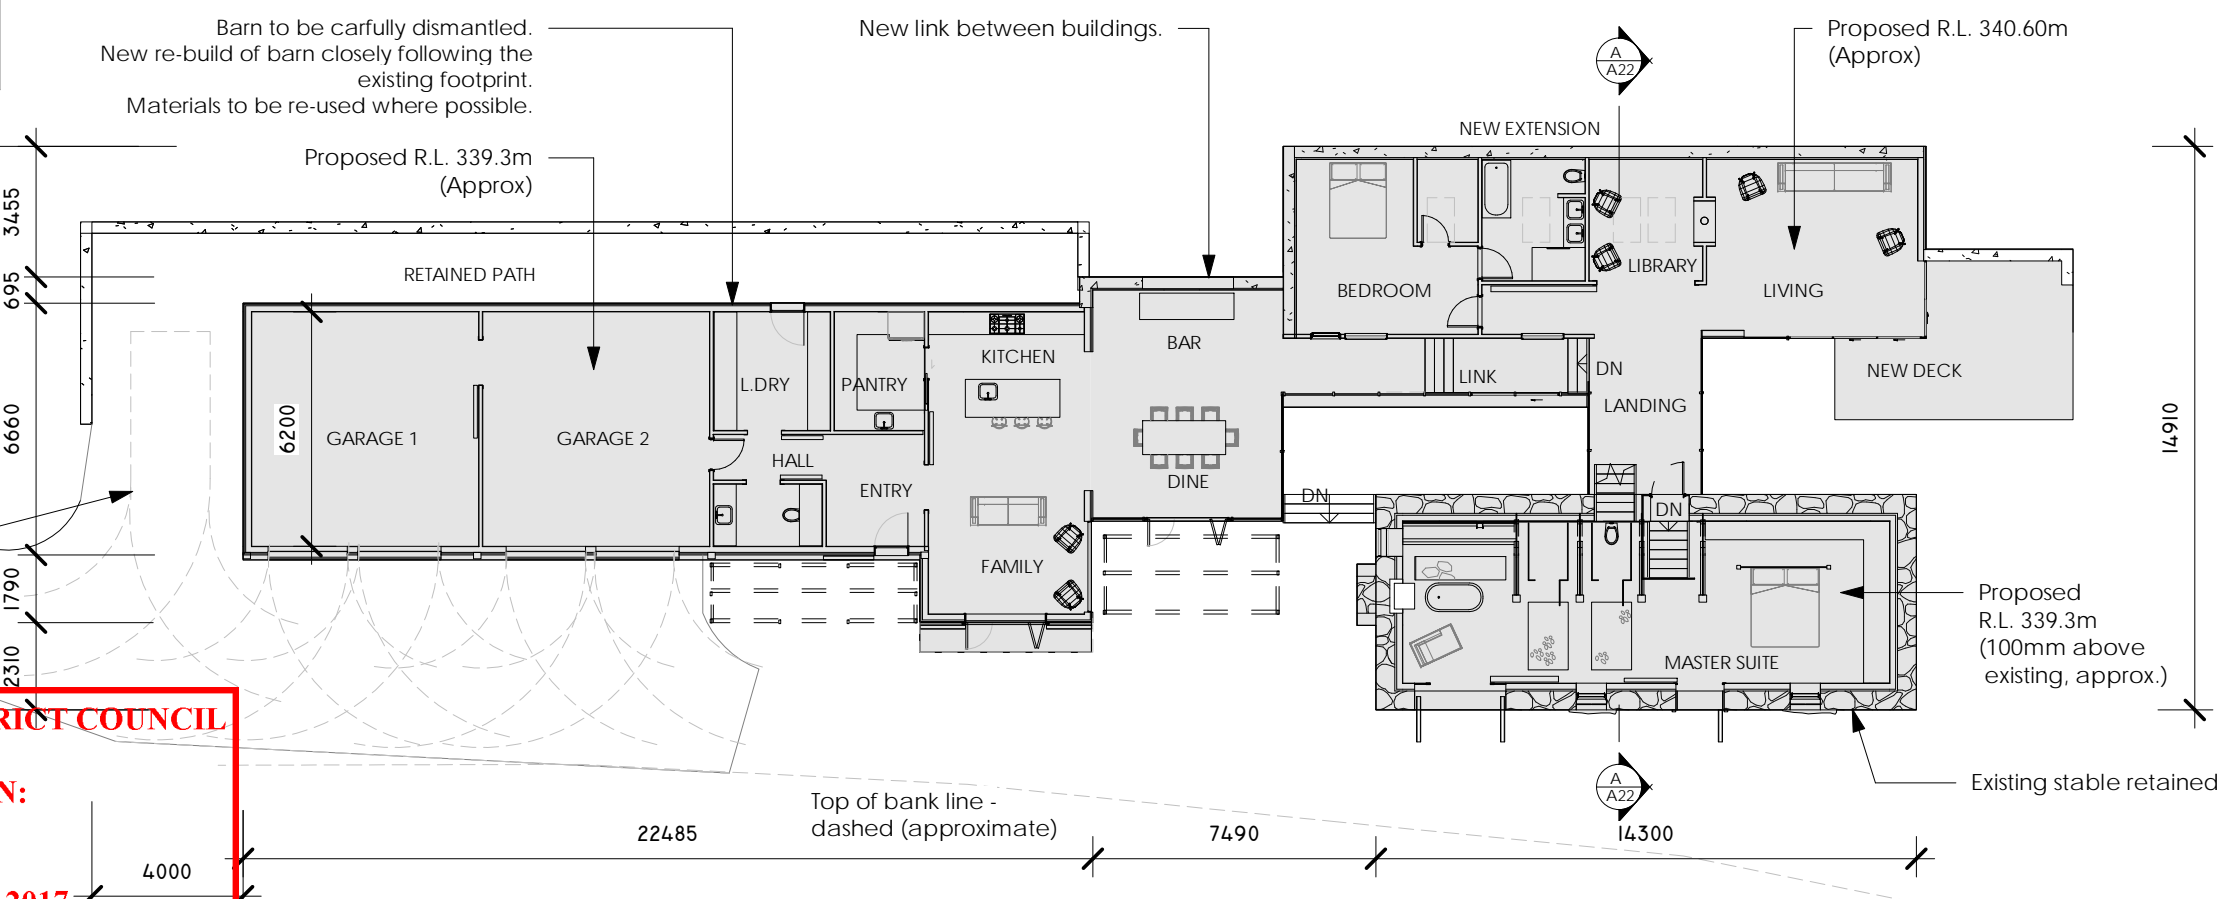 Barn to be carfully dismantled.
New re-build of barn closely following the
existing footprint.
Materials to be re-used where possible.
New link between buildings.
A
A22
Proposed R.L. 340.60m
(Approx)
NEW EXTENSION
Proposed R.L. 339.3m
(Approx)
3455
695
6660
1790
2310
RETAINED PATH
6200
GARAGE 1
GARAGE 2
L.DRY
PANTRY
HALL
ENTRY
KITCHEN
FAMILY
BAR
DINE
BEDROOM
LIBRARY
LIVING
LINK
DN
LANDING
NEW DECK
DN
DN
MASTER SUITE
14910
Proposed
R.L. 339.3m
(100mm above
existing, approx.)
Existing stable retained
A
A22
Top of bank line -
dashed (approximate)
22485
7490
14300
4000
RICT COUNCIL
N:
2017